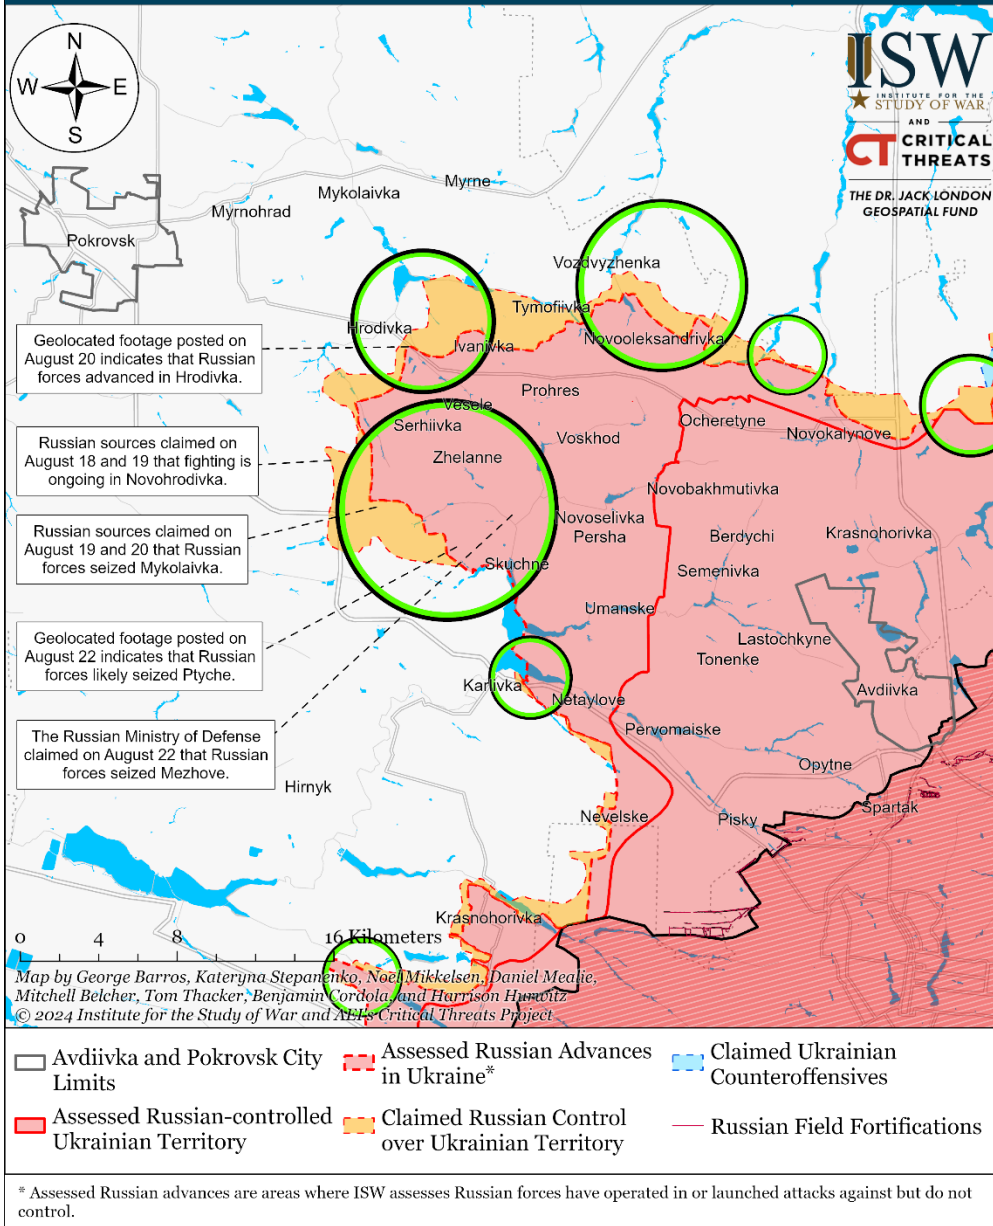 N
W E
S
ISW
INSTITUTE FOR THE
STUDY OF WAR
AND
CT CRITICAL
THREATS
THE DR. JACK LONDON
GEOSPATIAL FUND
Myrne
Mykolaivka
Myrnohrad
Pokrovsk
Vozdvyzhenka
Tymofiivka
Hrodivka
Novooleksandrivka
Ivanivka
Geolocated footage posted on
August 20 indicates that Russian
forces advanced in Hrodivka.
Prohres
Vesele
Serhiivka
Ocheretyne
Voskhod
Novokalynove
Russian sources claimed on
August 18 and 19 that fighting is
ongoing in Novohrodivka.
Zhelanne
Novobakhmutivka
Russian sources claimed on
August 19 and 20 that Russian
forces seized Mykolaivka.
Novoselivka
Persha
Berdychi
Krasnohorivka
Skuchne
Semenivka
Umanske
Geolocated footage posted on
August 22 indicates that Russian
forces likely seized Ptyche.
Lastochkyne
Tonenke
Karlivka
Netaylove
Avdiivka
The Russian Ministry of Defense
claimed on August 22 that Russian
forces seized Mezhove.
Pervomaiske
Opytne
Hirnyk
Nevelske
Pisky
Spartak
Krasnohorivka
0 4 8 16 Kilometers
Map by George Barros, Kateryna Stepanenko, Noel Mikkelsen, Daniel Mealie,
Mitchell Belcher, Tom Thacker, Benjamin Cordola, and Harrison Hurwitz
© 2024 Institute for the Study of War and AEI's Critical Threats Project
Avdiivka and Pokrovsk City
Limits
Assessed Russian Advances
in Ukraine*
Claimed Ukrainian
Counteroffensives
Assessed Russian-controlled
Ukrainian Territory
Claimed Russian Control
over Ukrainian Territory
Russian Field Fortifications
* Assessed Russian advances are areas where ISW assesses Russian forces have operated in or launched attacks against but do not
control.